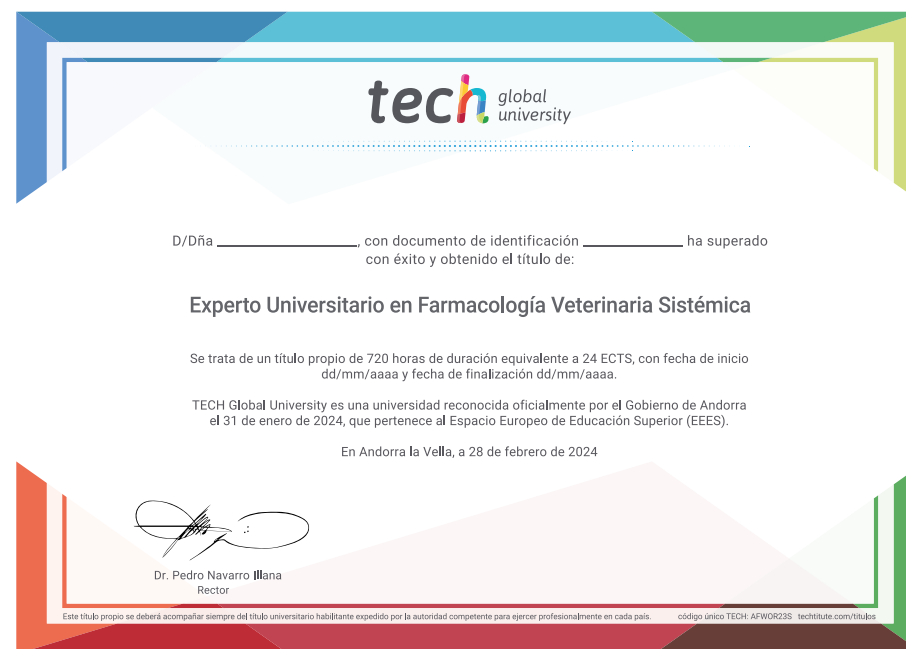 tech global university
D/Dña ____________________, con documento de identificación ______________ ha superado
con éxito y obtenido el título de:
Experto Universitario en Farmacología Veterinaria Sistémica
Se trata de un título propio de 720 horas de duración equivalente a 24 ECTS, con fecha de inicio
dd/mm/aaaa y fecha de finalización dd/mm/aaaa.
TECH Global University es una universidad reconocida oficialmente por el Gobierno de Andorra
el 31 de enero de 2024, que pertenece al Espacio Europeo de Educación Superior (EEES).
En Andorra la Vella, a 28 de febrero de 2024
Dr. Pedro Navarro Illana
Rector
Este título propio se deberá acompañar siempre del título universitario habilitante expedido por la autoridad competente para ejercer profesionalmente en cada país. código único TECH: AFWOR23S techtitute.com/titulos